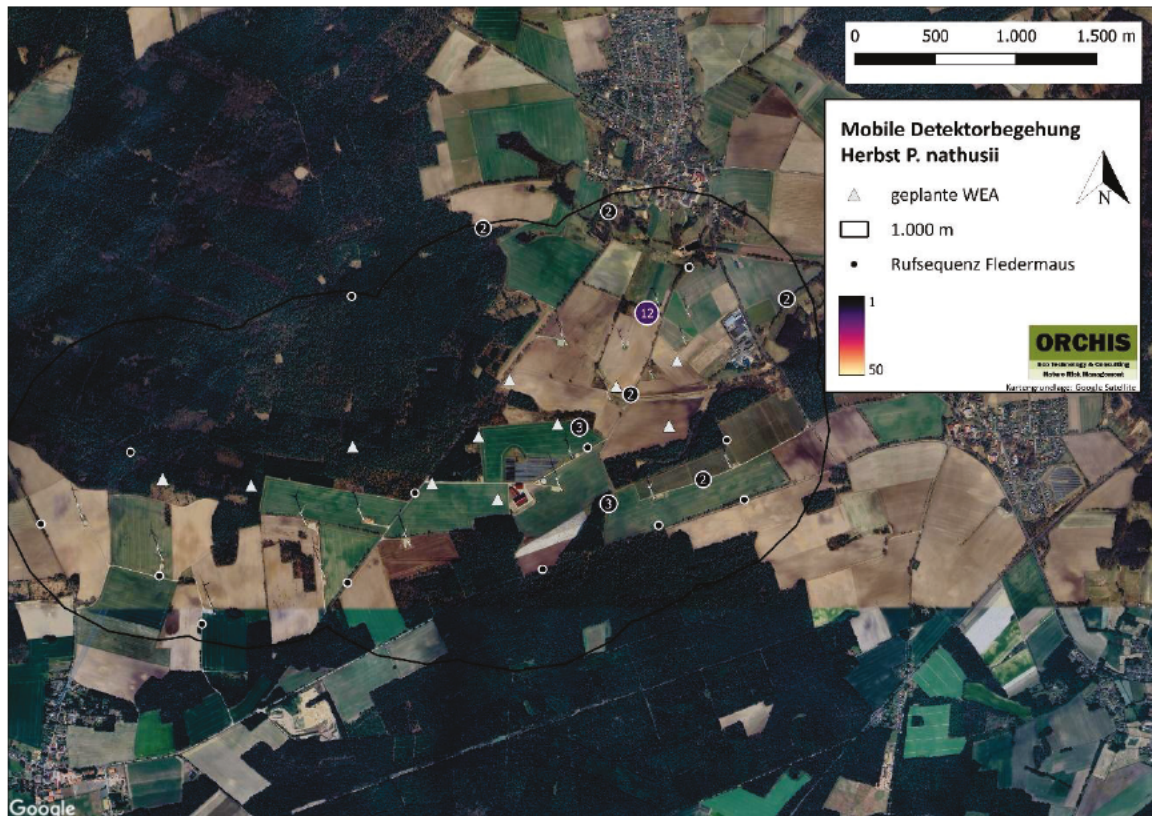 0 500 1.000 1.500 m
Mobile Detektorbegehung
Herbst P. nathusii
geplante WEA
N
1.000 m
Rufsequenz Fledermaus
1
50
ORCHIS
Eco Technology & Consulting
Nature Risk Management
Kartengrundlage: Google Satellite
2
2
2
12
2
3
2
3
Google